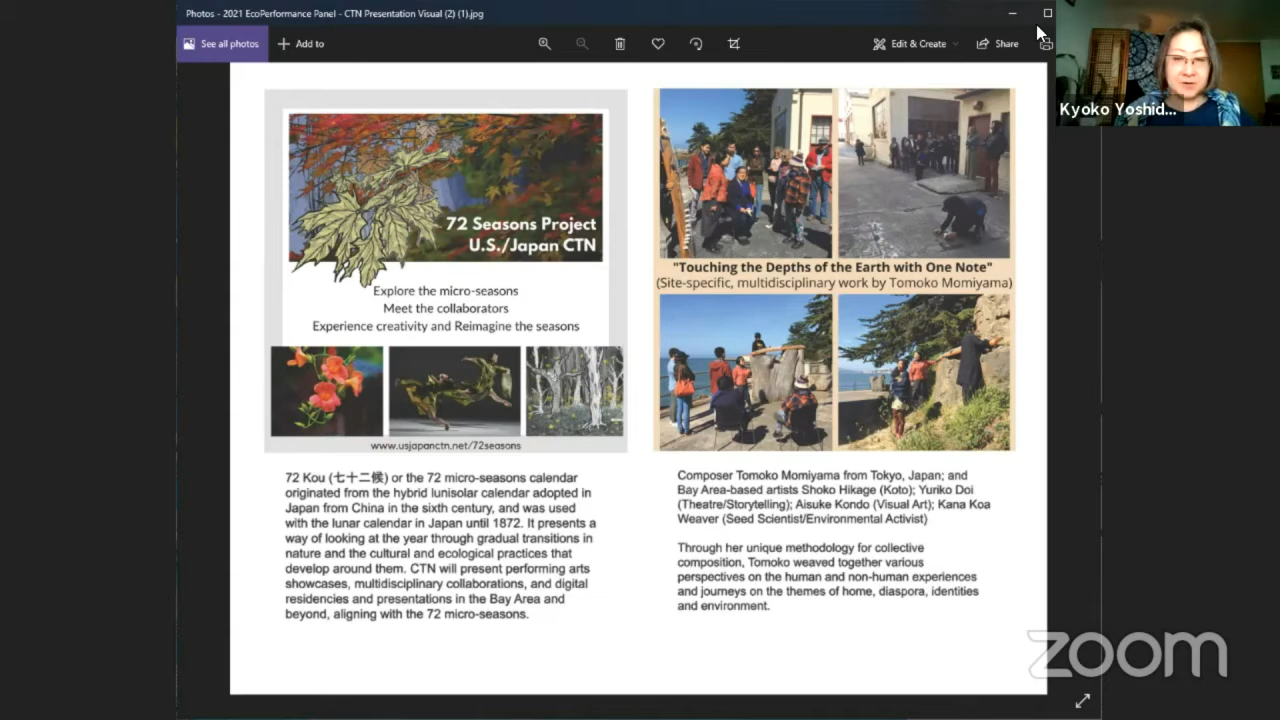 Photos - 2021 EcoPerformance Panel - CTN Presentation Visual (2) (1).jpg
See all photos
Add to
Edit & Create
Share
Kyoko Yoshid...
72 Seasons Project
U.S./Japan CTN
Explore the micro-seasons
Meet the collaborators
Experience creativity and Reimagine the seasons
www.usjapanctn.net/72seasons
72 Kou (七十二候) or the 72 micro-seasons calendar
originated from the hybrid lunisolar calendar adopted in
Japan from China in the sixth century, and was used
with the lunar calendar in Japan until 1872. It presents a
way of looking at the year through gradual transitions in
nature and the cultural and ecological practices that
develop around them. CTN will present performing arts
showcases, multidisciplinary collaborations, and digital
residencies and presentations in the Bay Area and
beyond, aligning with the 72 micro-seasons.
"Touching the Depths of the Earth with One Note"
(Site-specific, multidisciplinary work by Tomoko Momiyama)
Composer Tomoko Momiyama from Tokyo, Japan; and
Bay Area-based artists Shoko Hikage (Koto); Yuriko Doi
(Theatre/Storytelling); Aisuke Kondo (Visual Art); Kana Koa
Weaver (Seed Scientist/Environmental Activist)
Through her unique methodology for collective
composition, Tomoko weaved together various
perspectives on the human and non-human experiences
and journeys on the themes of home, diaspora, identities
and environment.
zoom